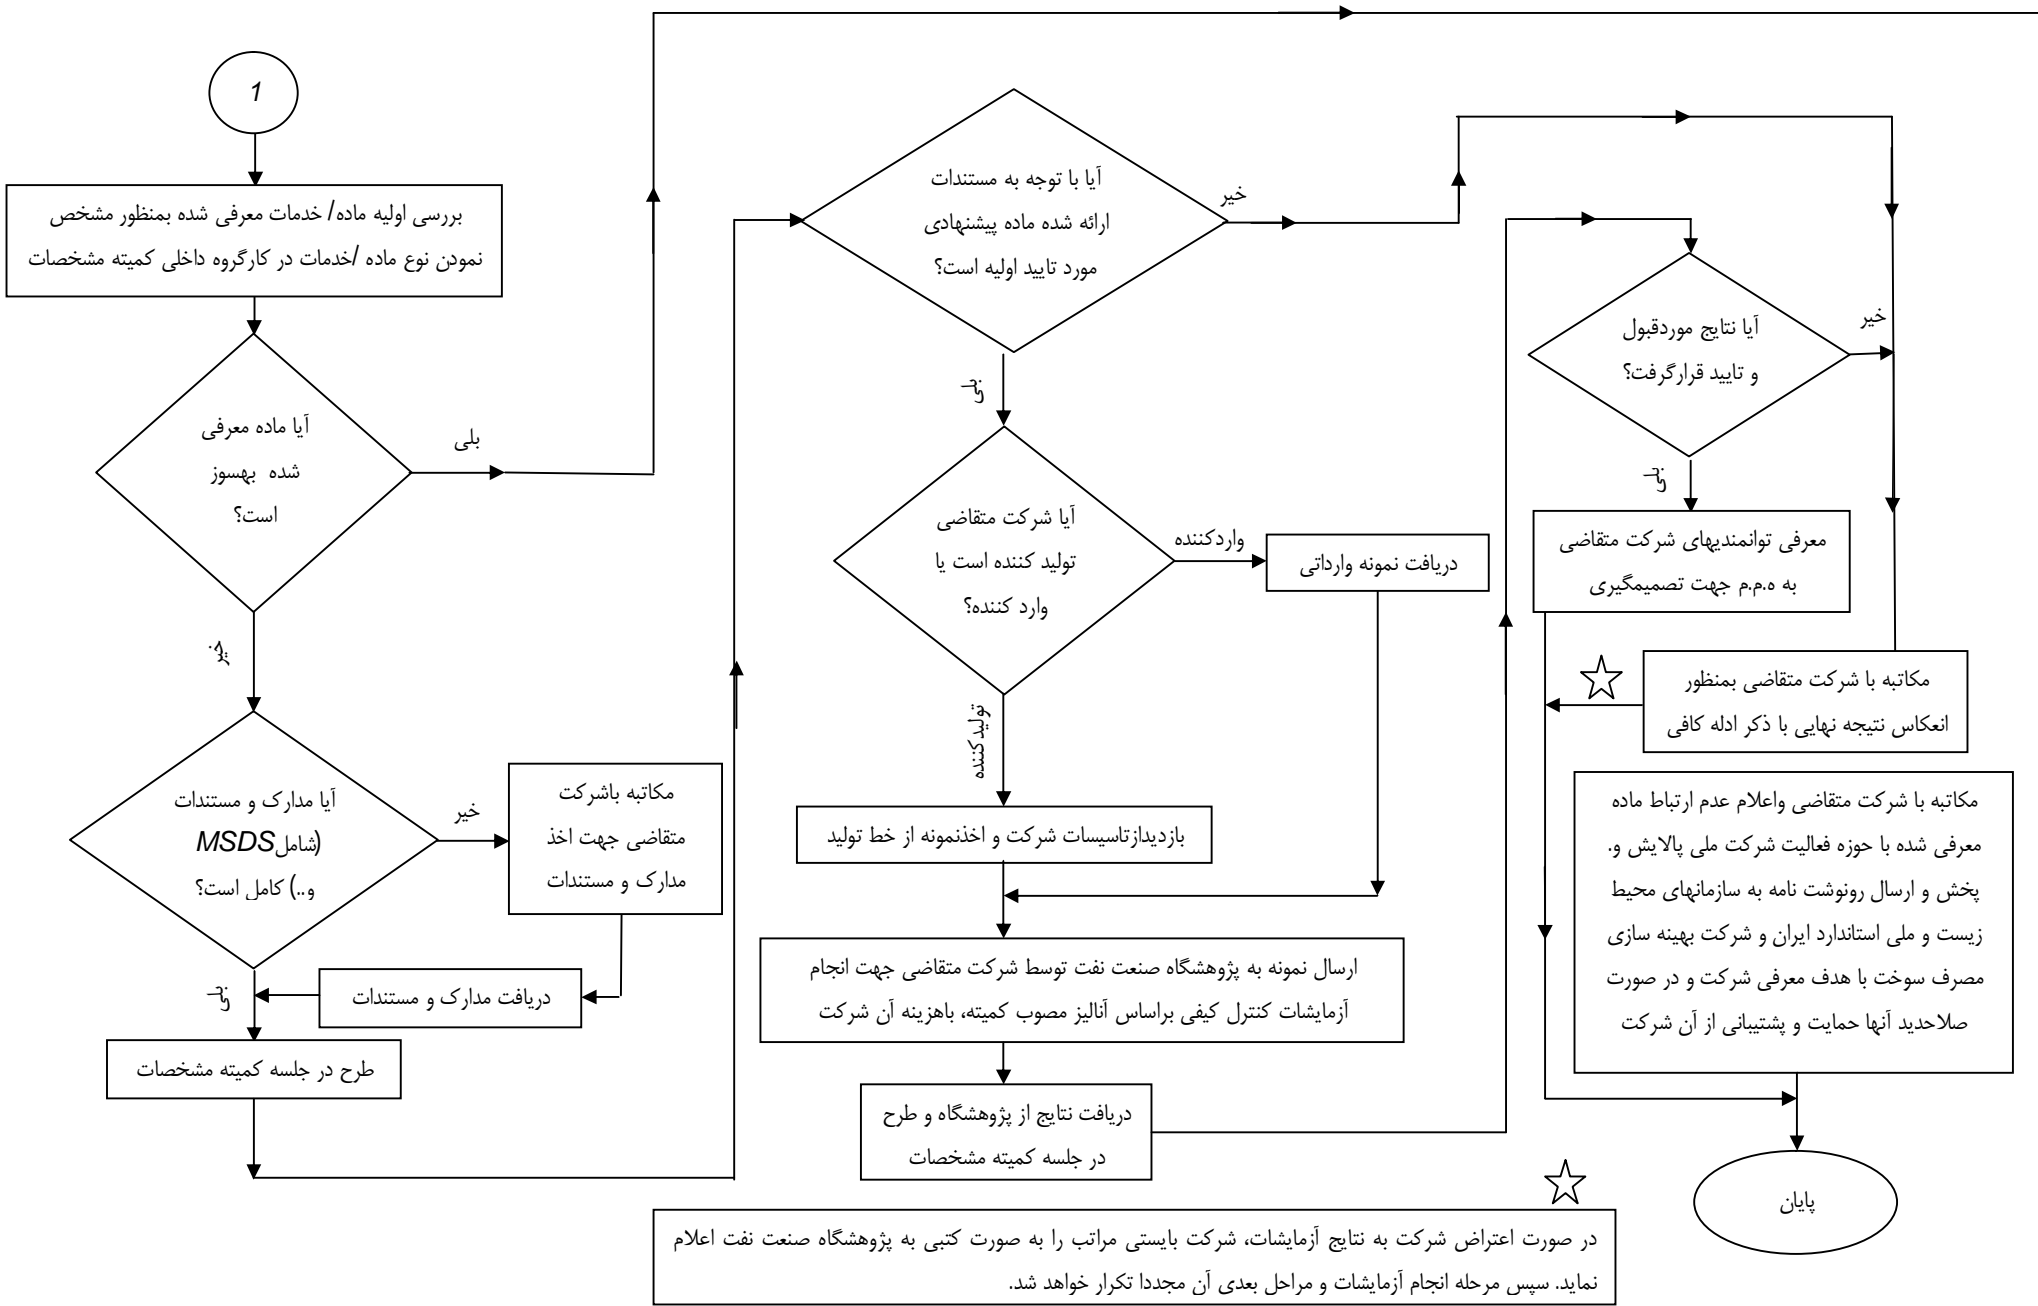 1
بررسی اولیه ماده/ خدمات معرفی شده بمنظور مشخص
نمودن نوع ماده /خدمات در کارگروه داخلی کمیته مشخصات
آیا ماده معرفی
شده بهسوز
است؟
بلی
خیر
آیا مدارک و مستندات
(شاملMSDS
و..) کامل است؟
خیر
مکاتبه باشرکت
متقاضی جهت اخذ
مدارک و مستندات
دریافت مدارک و مستندات
بلی
طرح در جلسه کمیته مشخصات
آیا با توجه به مستندات
ارائه شده ماده پیشنهادی
مورد تایید اولیه است؟
خیر
بلی
آیا شرکت متقاضی
تولید کننده است یا
وارد کننده؟
واردکننده
دریافت نمونه وارداتی
تولیدکننده
بازدیدازتاسیسات شرکت و اخذنمونه از خط تولید
ارسال نمونه به پژوهشگاه صنعت نفت توسط شرکت متقاضی جهت انجام
آزمایشات کنترل کیفی براساس آنالیز مصوب کمیته، باهزینه آن شرکت
دریافت نتایج از پژوهشگاه و طرح
در جلسه کمیته مشخصات
آیا نتایج موردقبول
و تایید قرارگرفت؟
خیر
بلی
معرفی توانمندیهای شرکت متقاضی
به ه.م.م جهت تصمیمگیری
مکاتبه با شرکت متقاضی بمنظور
انعکاس نتیجه نهایی با ذکر ادله کافی
مکاتبه با شرکت متقاضی واعلام عدم ارتباط ماده
معرفی شده با حوزه فعالیت شرکت ملی پالایش و.
پخش و ارسال رونوشت نامه به سازمانهای محیط
زیست و ملی استاندارد ایران و شرکت بهینه سازی
مصرف سوخت با هدف معرفی شرکت و در صورت
صلاحدید آنها حمایت و پشتیبانی از آن شرکت
پایان
در صورت اعتراض شرکت به نتایج آزمایشات، شرکت بایستی مراتب را به صورت کتبی به پژوهشگاه صنعت نفت اعلام
نماید. سپس مرحله انجام آزمایشات و مراحل بعدی آن مجددا تکرار خواهد شد.